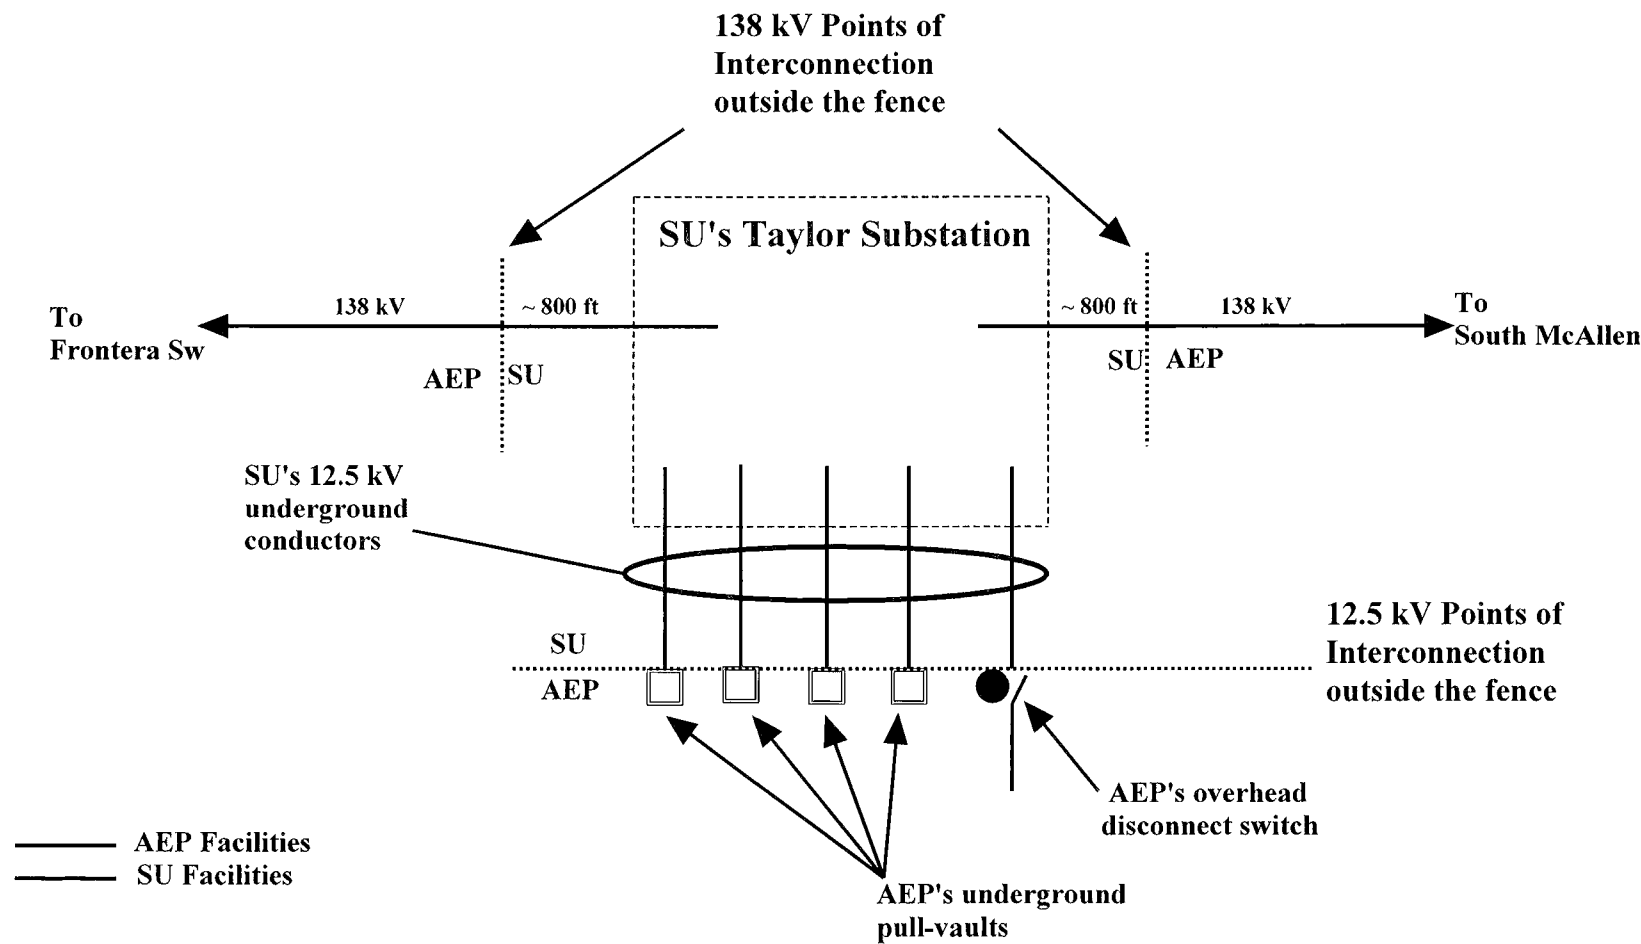 138 kV Points of
Interconnection
outside the fence
SU's Taylor Substation
To
Frontera Sw
138 kV
~ 800 ft
~ 800 ft
138 kV
To
South McAllen
AEP
SU
SU
AEP
SU's 12.5 kV
underground
conductors
SU
AEP
12.5 kV Points of
Interconnection
outside the fence
AEP's overhead
disconnect switch
AEP Facilities
SU Facilities
AEP's underground
pull-vaults